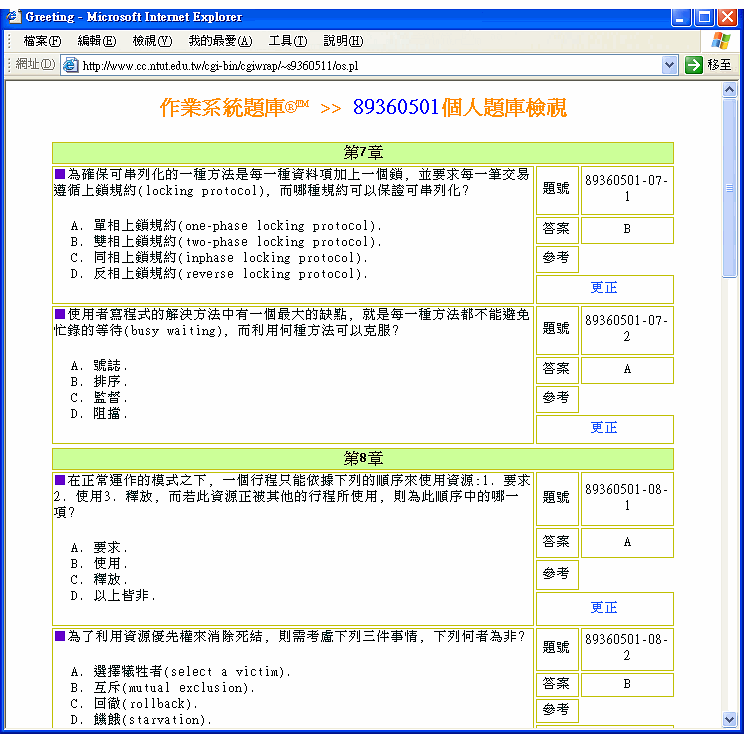 Greeting - Microsoft Internet Explorer
檔案(F) 編輯(E) 檢視(V) 我的最愛(A) 工具(T) 說明(H)
網址(D) http://www.cc.ntut.edu.tw/cgi-bin/cgiwrap/~s9360511/os.pl 移至
作業系統題庫®™ >> 89360501個人題庫檢視
第7章
為確保可串列化的一種方法是每一種資料項加上一個鎖, 並要求每一筆交易
遵循上鎖規約(locking protocol), 而哪種規約可以保證可串列化?
A. 單相上鎖規約(one-phase locking protocol).
B. 雙相上鎖規約(two-phase locking protocol).
C. 同相上鎖規約(inphase locking protocol).
D. 反相上鎖規約(reverse locking protocol).
題號 89360501-07-
1
答案 B
參考
更正
使用者寫程式的解決方法中有一個最大的缺點, 就是每一種方法都不能避免
忙錄的等待(busy waiting), 而利用何種方法可以克服?
A. 號誌.
B. 排序.
C. 監督.
D. 阻擋.
題號 89360501-07-
2
答案 A
參考
更正
第8章
在正常運作的模式之下, 一個行程只能依據下列的順序來使用資源:1. 要求
2. 使用3. 釋放, 而若此資源正被其他的行程所使用, 則為此順序中的哪一
項?
A. 要求.
B. 使用.
C. 釋放.
D. 以上皆非.
題號 89360501-08-
1
答案 A
參考
更正
為了利用資源優先權來消除死結, 則需考慮下列三件事情, 下列何者為非?
A. 選擇犧牲者(select a victim).
B. 互斥(mutual exclusion).
C. 回撤(rollback).
D. 饑餓(starvation).
題號 89360501-08-
2
答案 B
參考